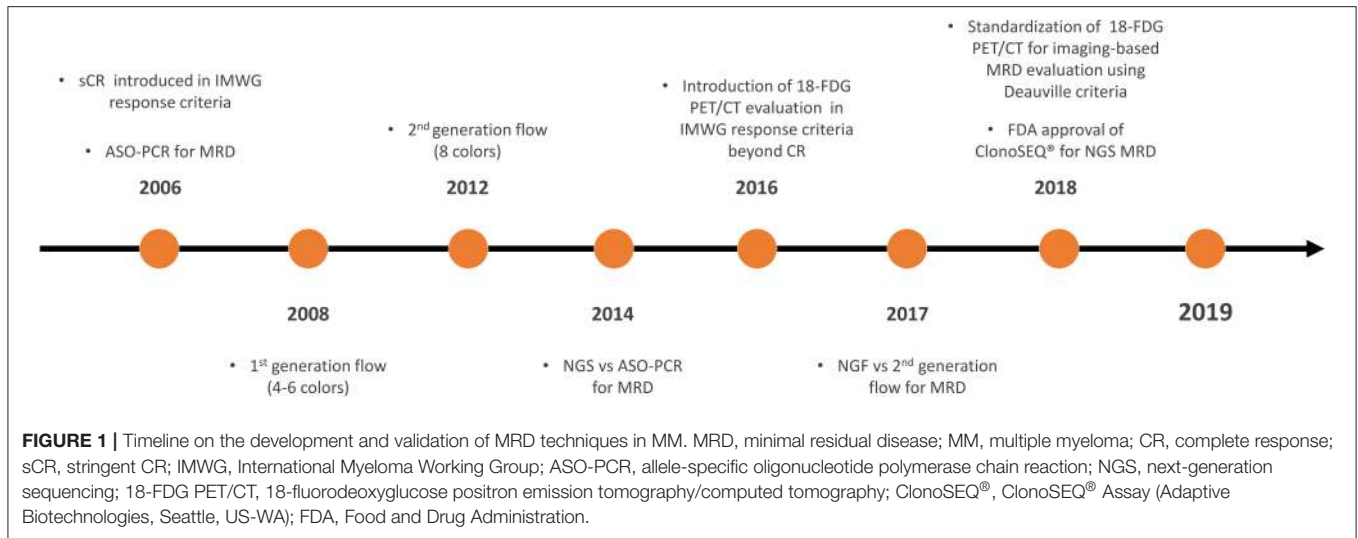 • sCR introduced in IMWG
response criteria
• ASO-PCR for MRD
2006
• 2nd generation flow
(8 colors)
2012
• Introduction of 18-FDG
PET/CT evaluation in
IMWG response criteria
beyond CR
2016
• Standardization of 18-FDG
PET/CT for imaging-based
MRD evaluation using
Deauville criteria
• FDA approval of
ClonoSEQ® for NGS MRD
2018
2008
• 1st generation flow
(4-6 colors)
2014
• NGS vs ASO-PCR
for MRD
2017
• NGF vs 2nd generation
flow for MRD
2019
FIGURE 1 | Timeline on the development and validation of MRD techniques in MM. MRD, minimal residual disease; MM, multiple myeloma; CR, complete response;
sCR, stringent CR; IMWG, International Myeloma Working Group; ASO-PCR, allele-specific oligonucleotide polymerase chain reaction; NGS, next-generation
sequencing; 18-FDG PET/CT, 18-fluorodeoxyglucose positron emission tomography/computed tomography; ClonoSEQ®, ClonoSEQ® Assay (Adaptive
Biotechnologies, Seattle, US-WA); FDA, Food and Drug Administration.